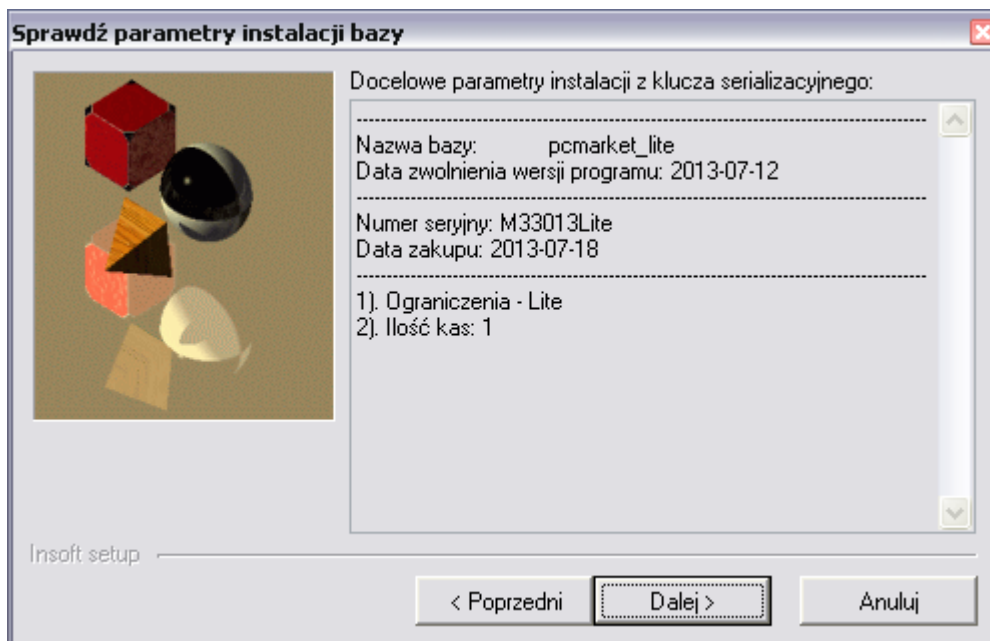 Sprawdź parametry instalacji bazy
Docelowe parametry instalacji z klucza serializacyjnego:
Nazwa bazy: pcmarket_lite
Data zwolnienia wersji programu: 2013-07-12
Numer seryjny: M33013Lite
Data zakupu: 2013-07-18
1). Ograniczenia - Lite
2). Ilość kas: 1
Insoft setup
< Poprzedni
Dalej >
Anuluj